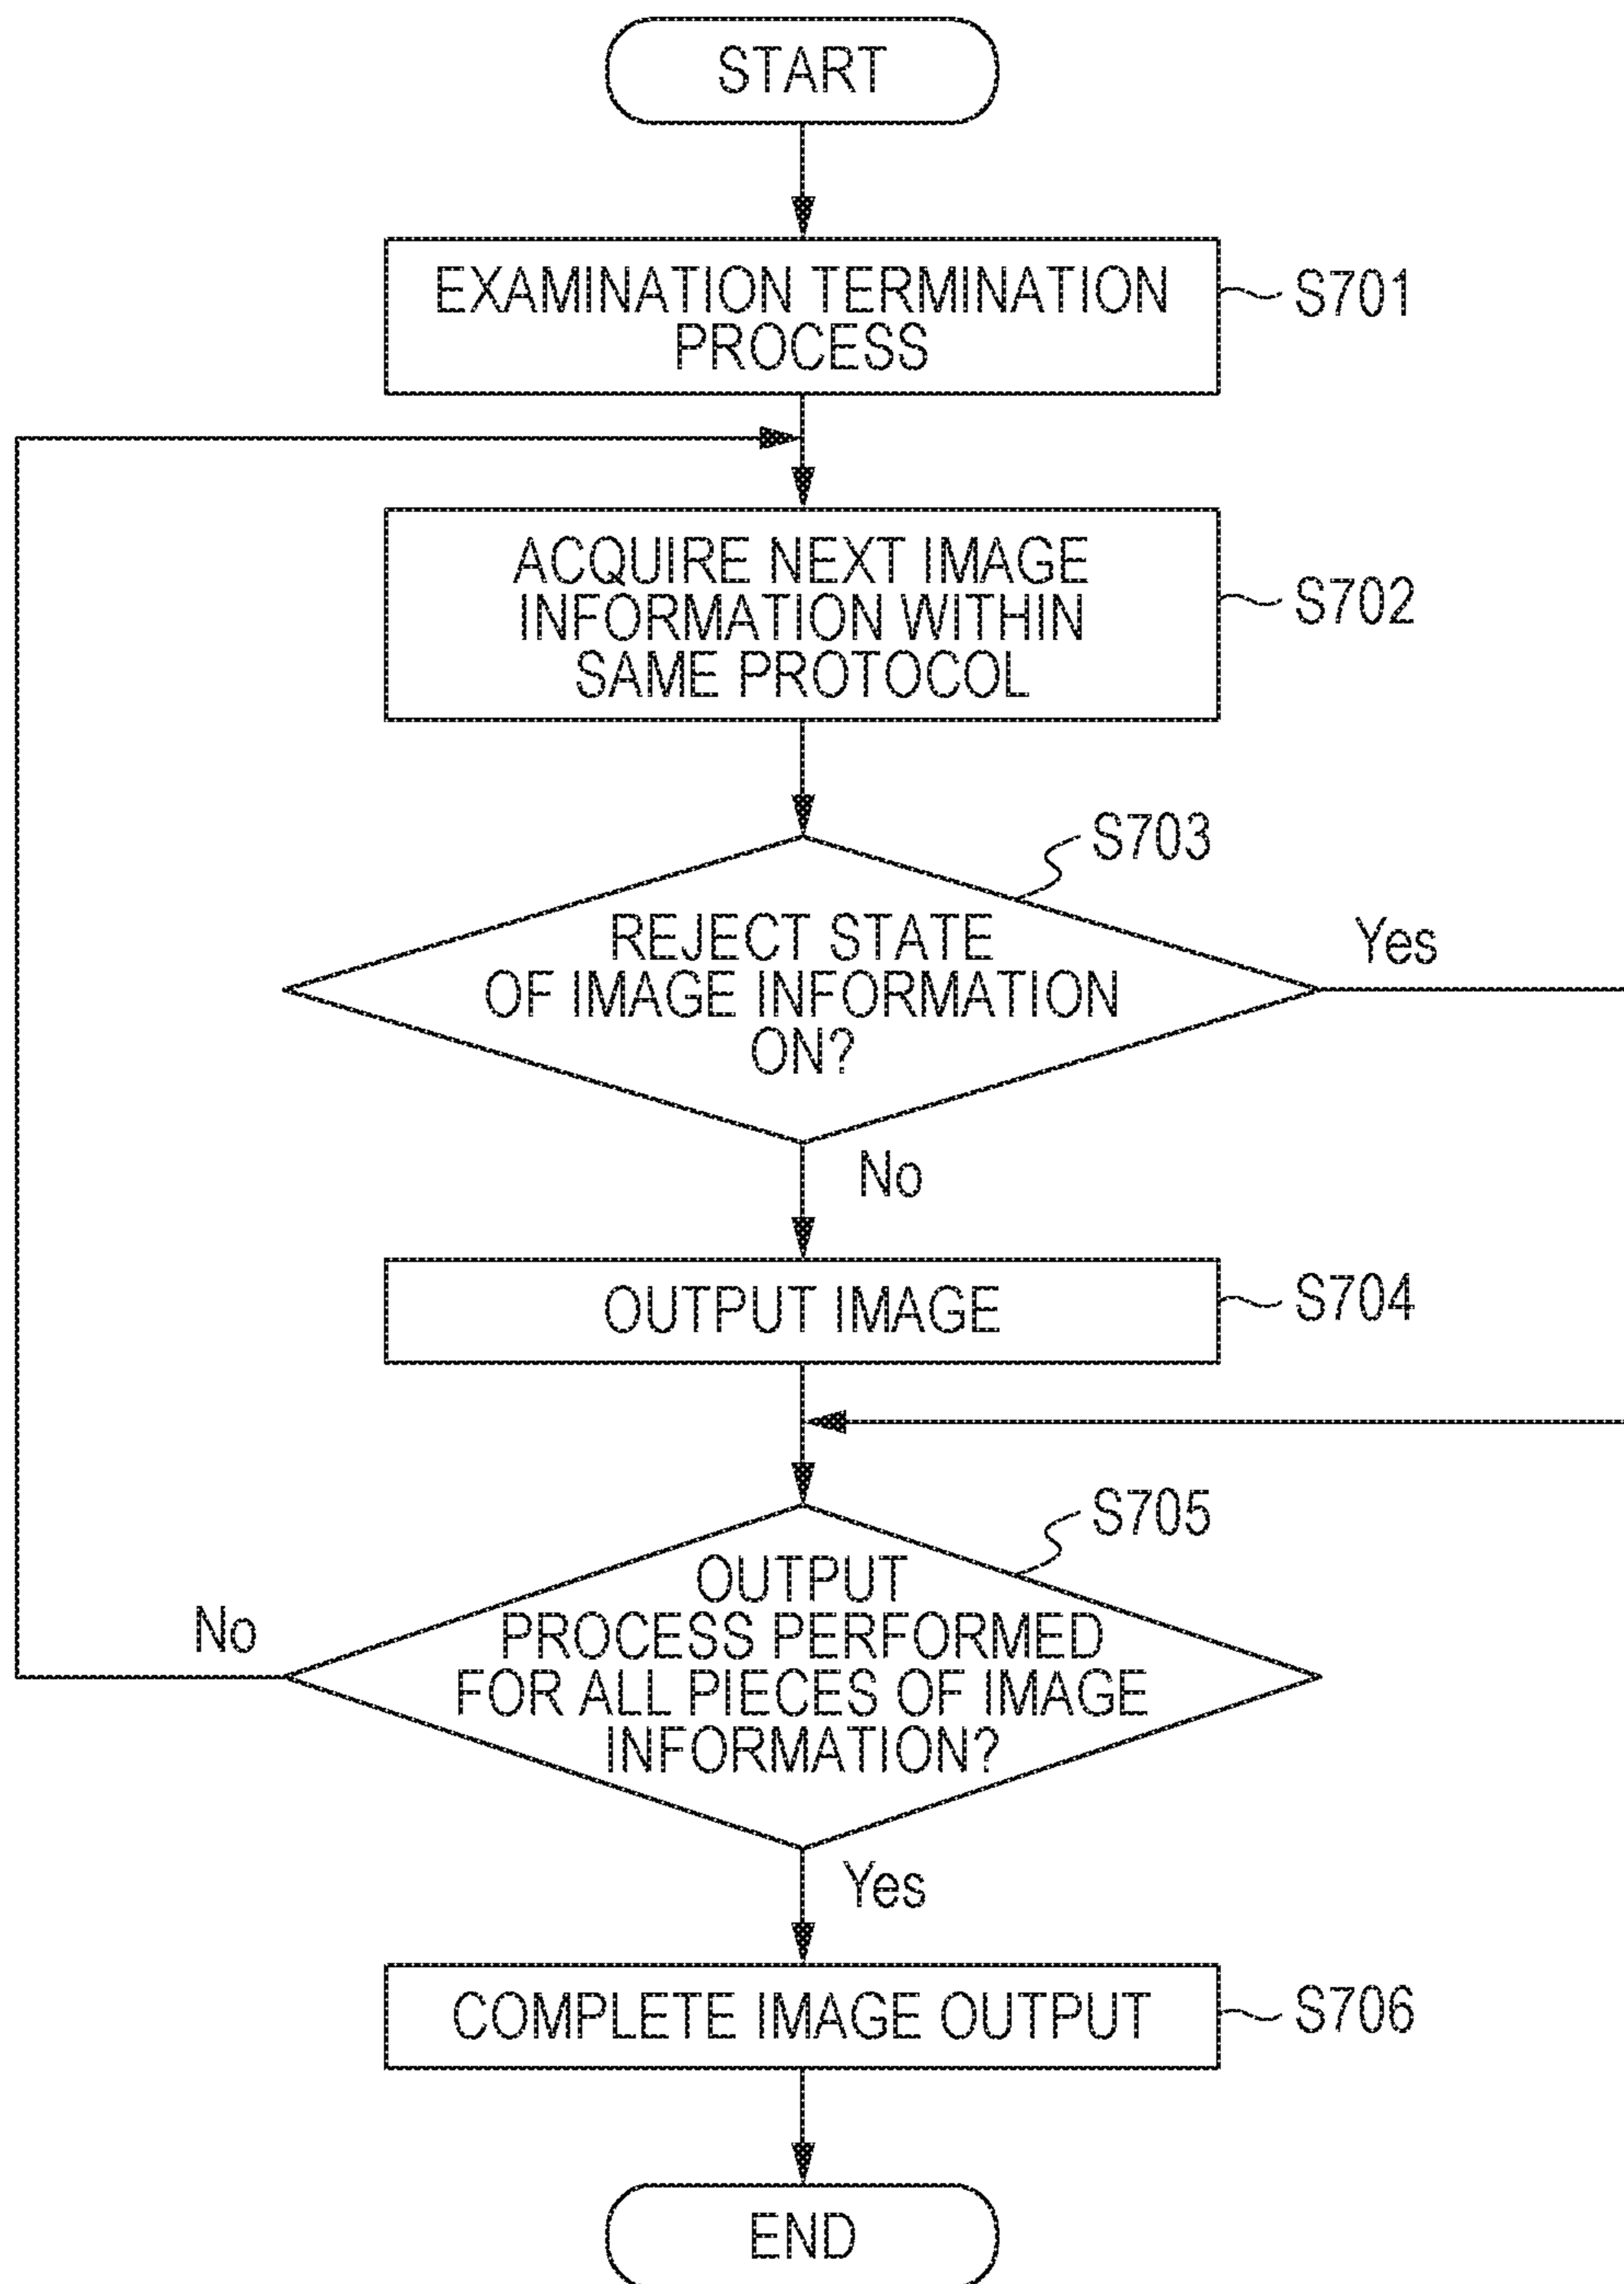 START
EXAMINATION TERMINATION
PROCESS
S701
ACQUIRE NEXT IMAGE
INFORMATION WITHIN
SAME PROTOCOL
S702
S703
REJECT STATE
OF IMAGE INFORMATION
ON?
Yes
No
OUTPUT IMAGE
S704
S705
OUTPUT
PROCESS PERFORMED
FOR ALL PIECES OF IMAGE
INFORMATION?
No
Yes
COMPLETE IMAGE OUTPUT
S706
END